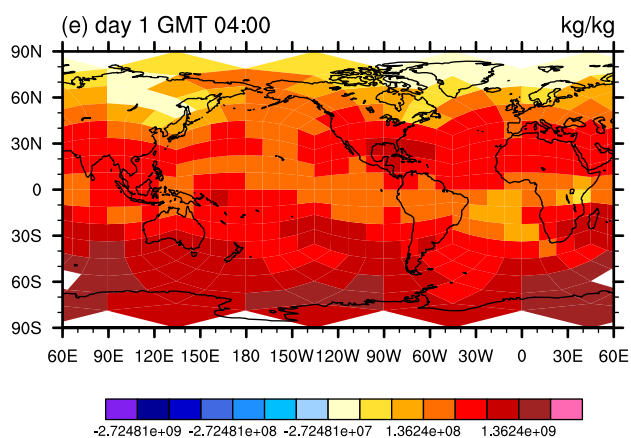 (e) day 1 GMT 04:00 kg/kg
90N
60N
30N
0
30S
60S
90S
60E 90E 120E 150E 180 150W 120W 90W 60W 30W 0 30E 60E
-2.72481e+09 -2.72481e+08 -2.72481e+07 1.3624e+08 1.3624e+09